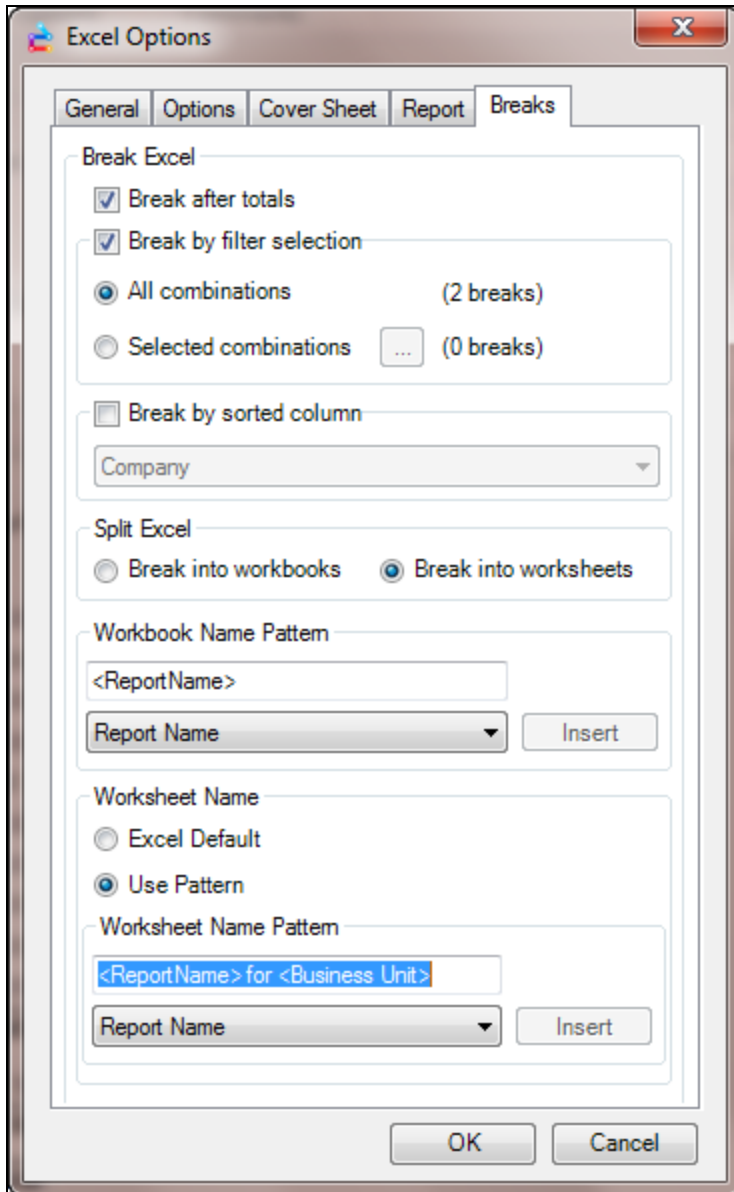 Excel Options
General Options Cover Sheet Report Breaks
Break Excel
Break after totals
Break by filter selection
All combinations (2 breaks)
Selected combinations ... (0 breaks)
Break by sorted column
Company
Split Excel
Break into workbooks Break into worksheets
Workbook Name Pattern
<ReportName>
Report Name Insert
Worksheet Name
Excel Default
Use Pattern
Worksheet Name Pattern
<ReportName> for <Business Unit>
Report Name Insert
OK Cancel